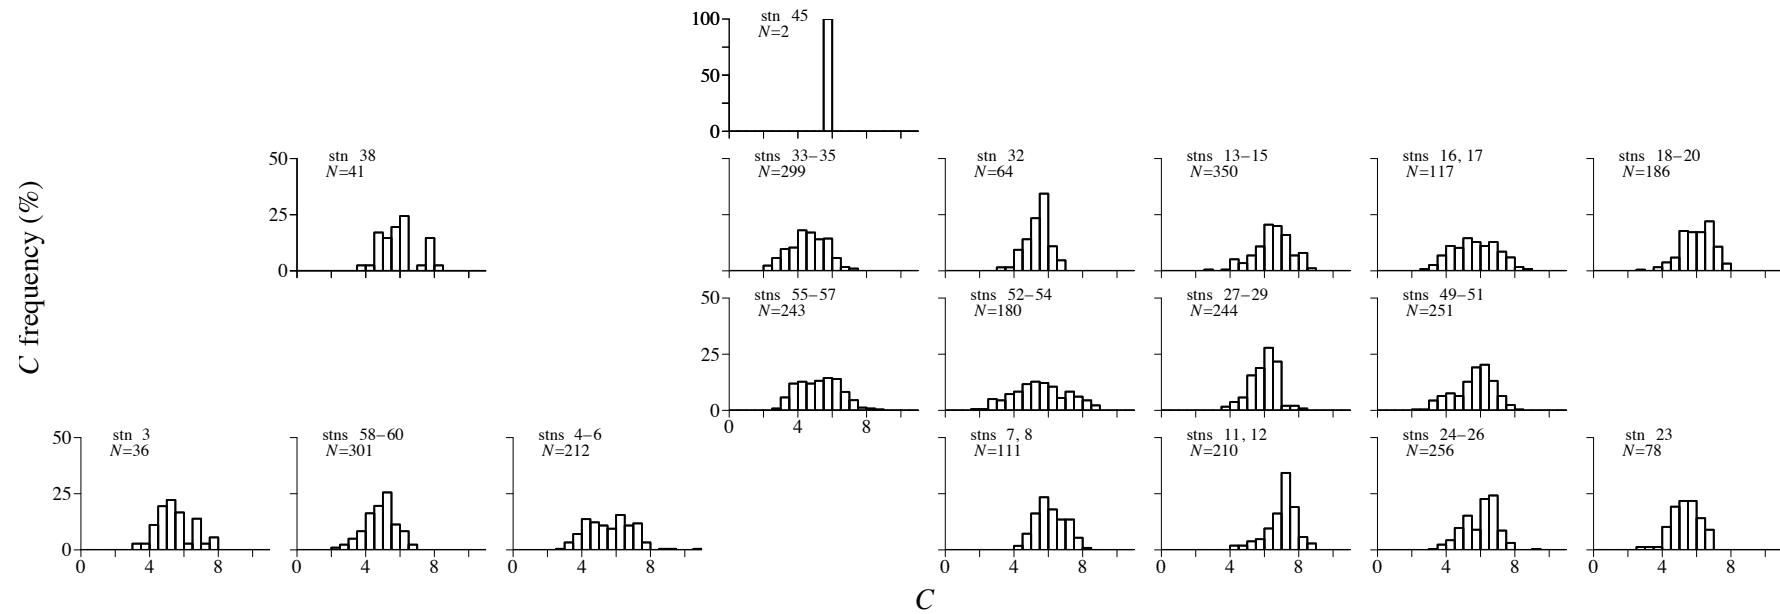 stn 45
N=2
100
50
0
stn 38
N=41
50
25
0
stns 33–35
N=299
stn 32
N=64
stns 13–15
N=350
stns 16, 17
N=117
stns 18–20
N=186
C frequency (%)
stns 55–57
N=243
50
25
0
0 4 8
stns 52–54
N=180
stns 27–29
N=244
stns 49–51
N=251
stn 3
N=36
50
25
0
0 4 8
stns 58–60
N=301
0 4 8
stns 4–6
N=212
0 4 8
stns 7, 8
N=111
0 4 8
stns 11, 12
N=210
0 4 8
stns 24–26
N=256
0 4 8
stn 23
N=78
0 4 8
C